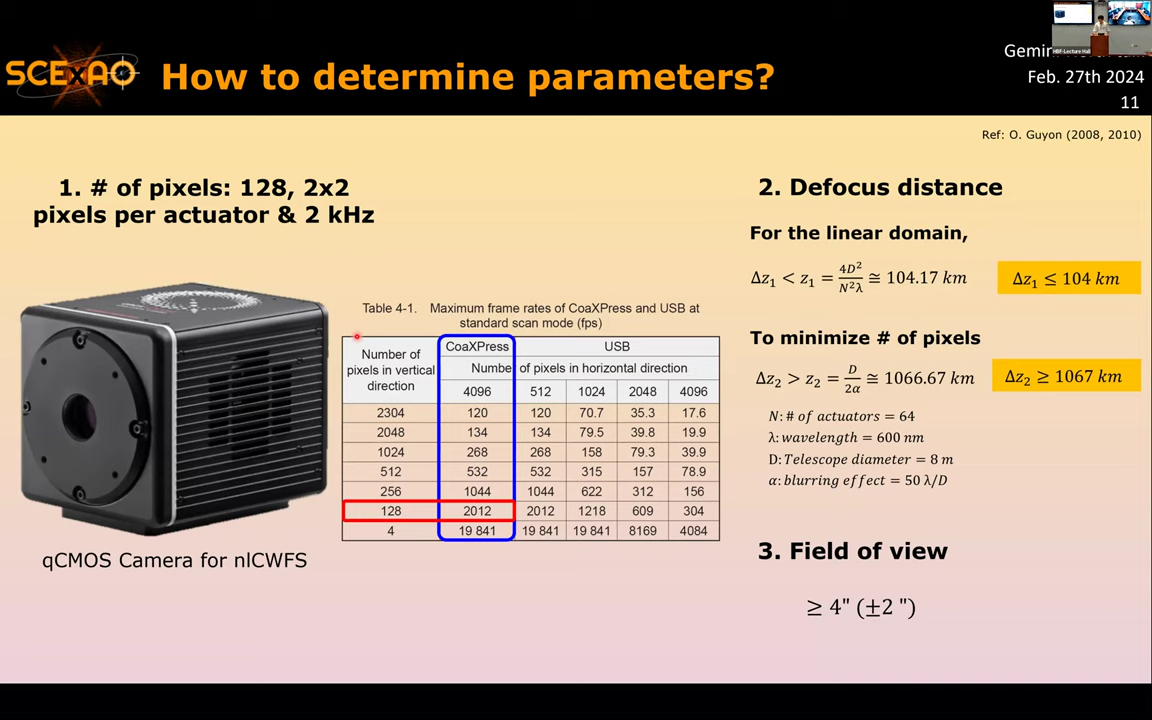 SCExAO
How to determine parameters?
Feb. 27th 2024
11
Ref: O. Guyon (2008, 2010)
1. # of pixels: 128, 2x2
pixels per actuator & 2 kHz
qCMOS Camera for nlCWFS
Table 4-1. Maximum frame rates of CoaXPress and USB at
standard scan mode (fps)
Number of pixels in vertical direction CoaXPress USB
Number of pixels in horizontal direction
4096 512 1024 2048 4096
2304 120 120 70.7 35.3 17.6
2048 134 134 79.5 39.8 19.9
1024 268 268 158 79.3 39.9
512 532 532 315 157 78.9
256 1044 1044 622 312 156
128 2012 2012 1218 609 304
4 19 841 19 841 19 841 8169 4084
2. Defocus distance
For the linear domain,
Δz₁ < z₁ = 4D²/N²λ ≅ 104.17 km
Δz₁ ≤ 104 km
To minimize # of pixels
Δz₂ > z₂ = D/2α ≅ 1066.67 km
Δz₂ ≥ 1067 km
N: # of actuators = 64
λ: wavelength = 600 nm
D: Telescope diameter = 8 m
α: blurring effect = 50 λ/D
3. Field of view
≥ 4" (±2 ")
HBF-Lecture Hall